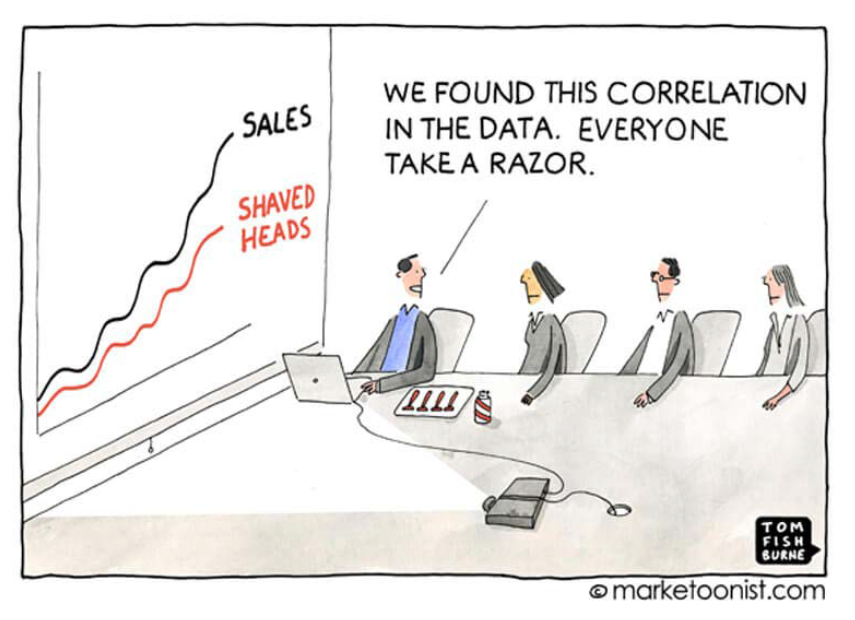 SALES
SHAVED
HEADS
WE FOUND THIS CORRELATION
IN THE DATA. EVERYONE
TAKE A RAZOR.
TOM
FISH
BURNE
© marketoonist.com